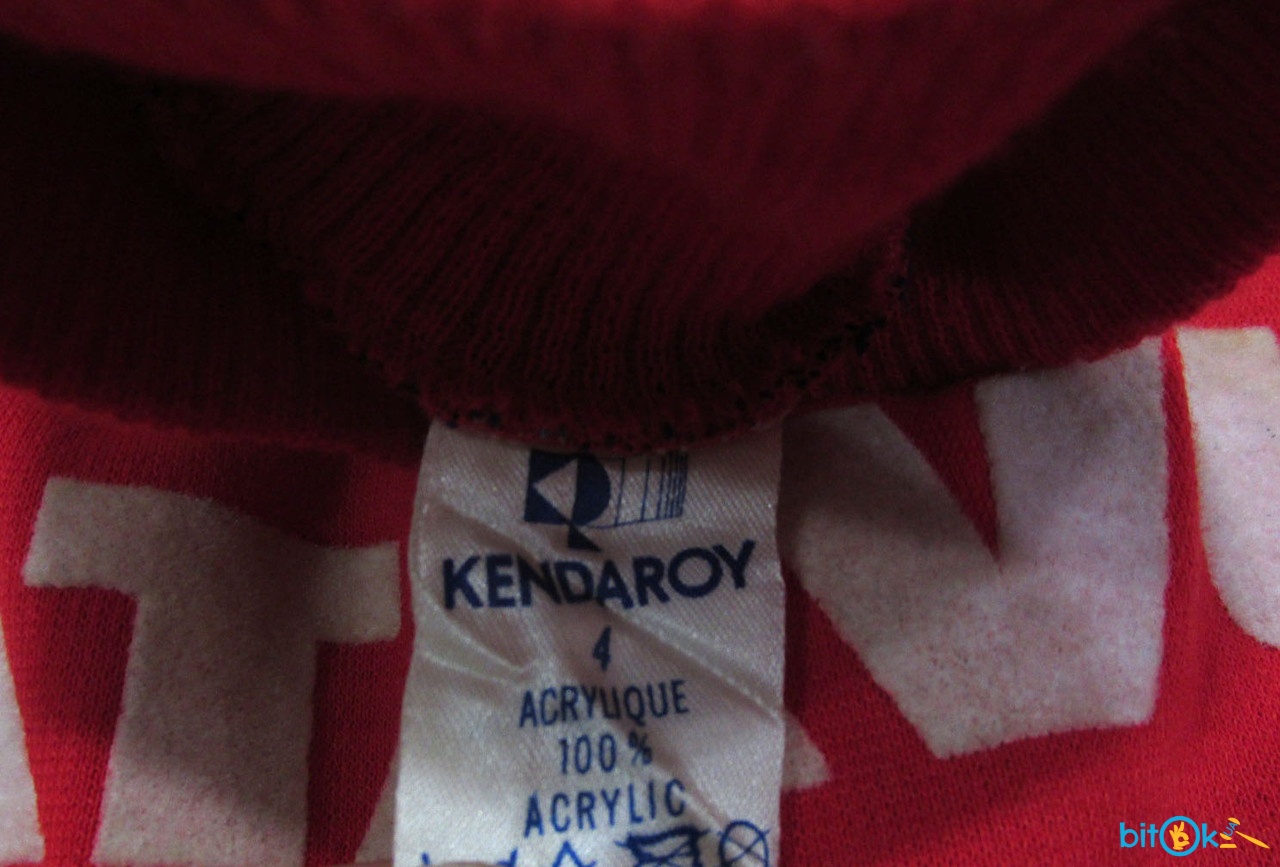 KENDAROY
4
ACRYLIQUE
100 %
ACRYLIC
bitOk